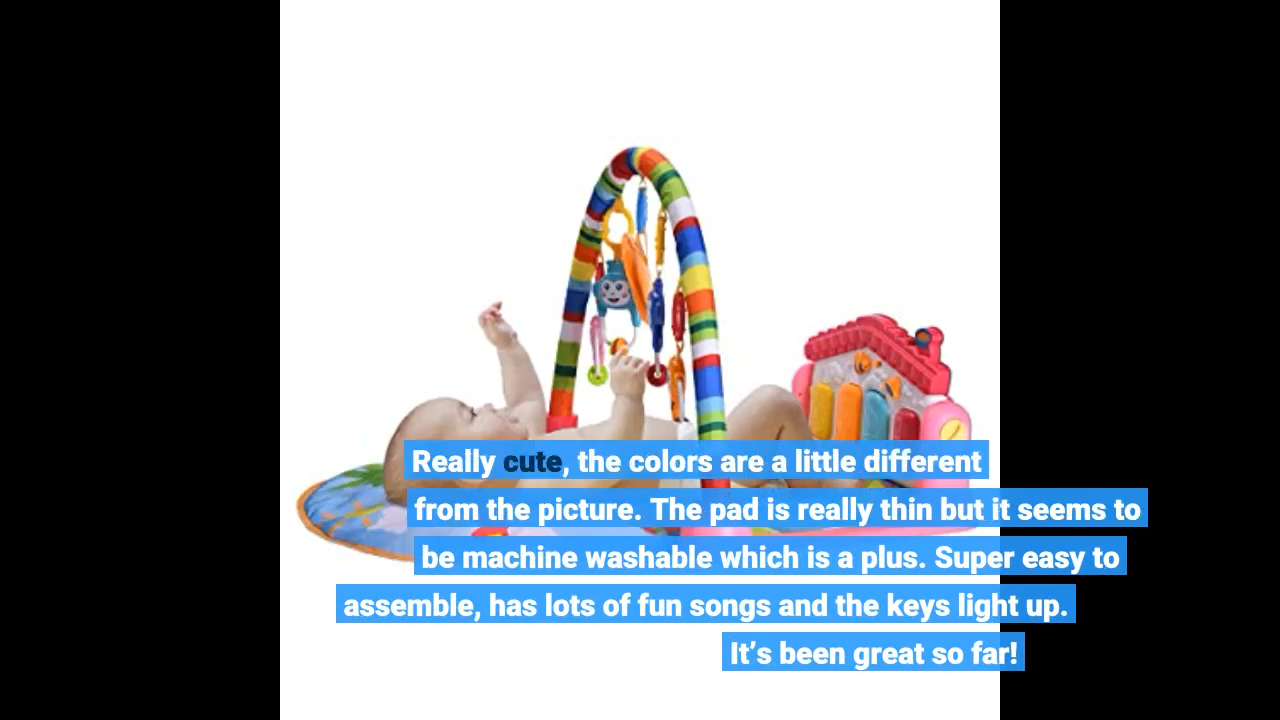 Really cute, the colors are a little different
from the picture. The pad is really thin but it seems to
be machine washable which is a plus. Super easy to
assemble, has lots of fun songs and the keys light up.
It’s been great so far!